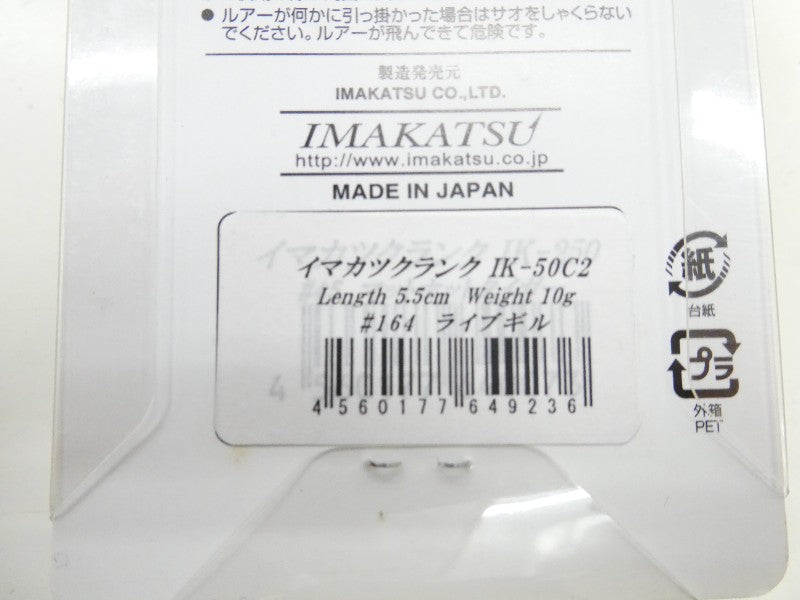 ● ルアーが何かに引っ掛かった場合はサオをしゃくらない
でください。ルアーが飛んできて危険です。
製造発売元
IMAKATSU CO.,LTD.
IMAKATSU
http://www.imakatsu.co.jp
MADE IN JAPAN
イマカツクランク IK-50C2
Length 5.5cm Weight 10g
#164 ライブギル
4 560177 649236
紙
台紙
プラ
外箱
PET